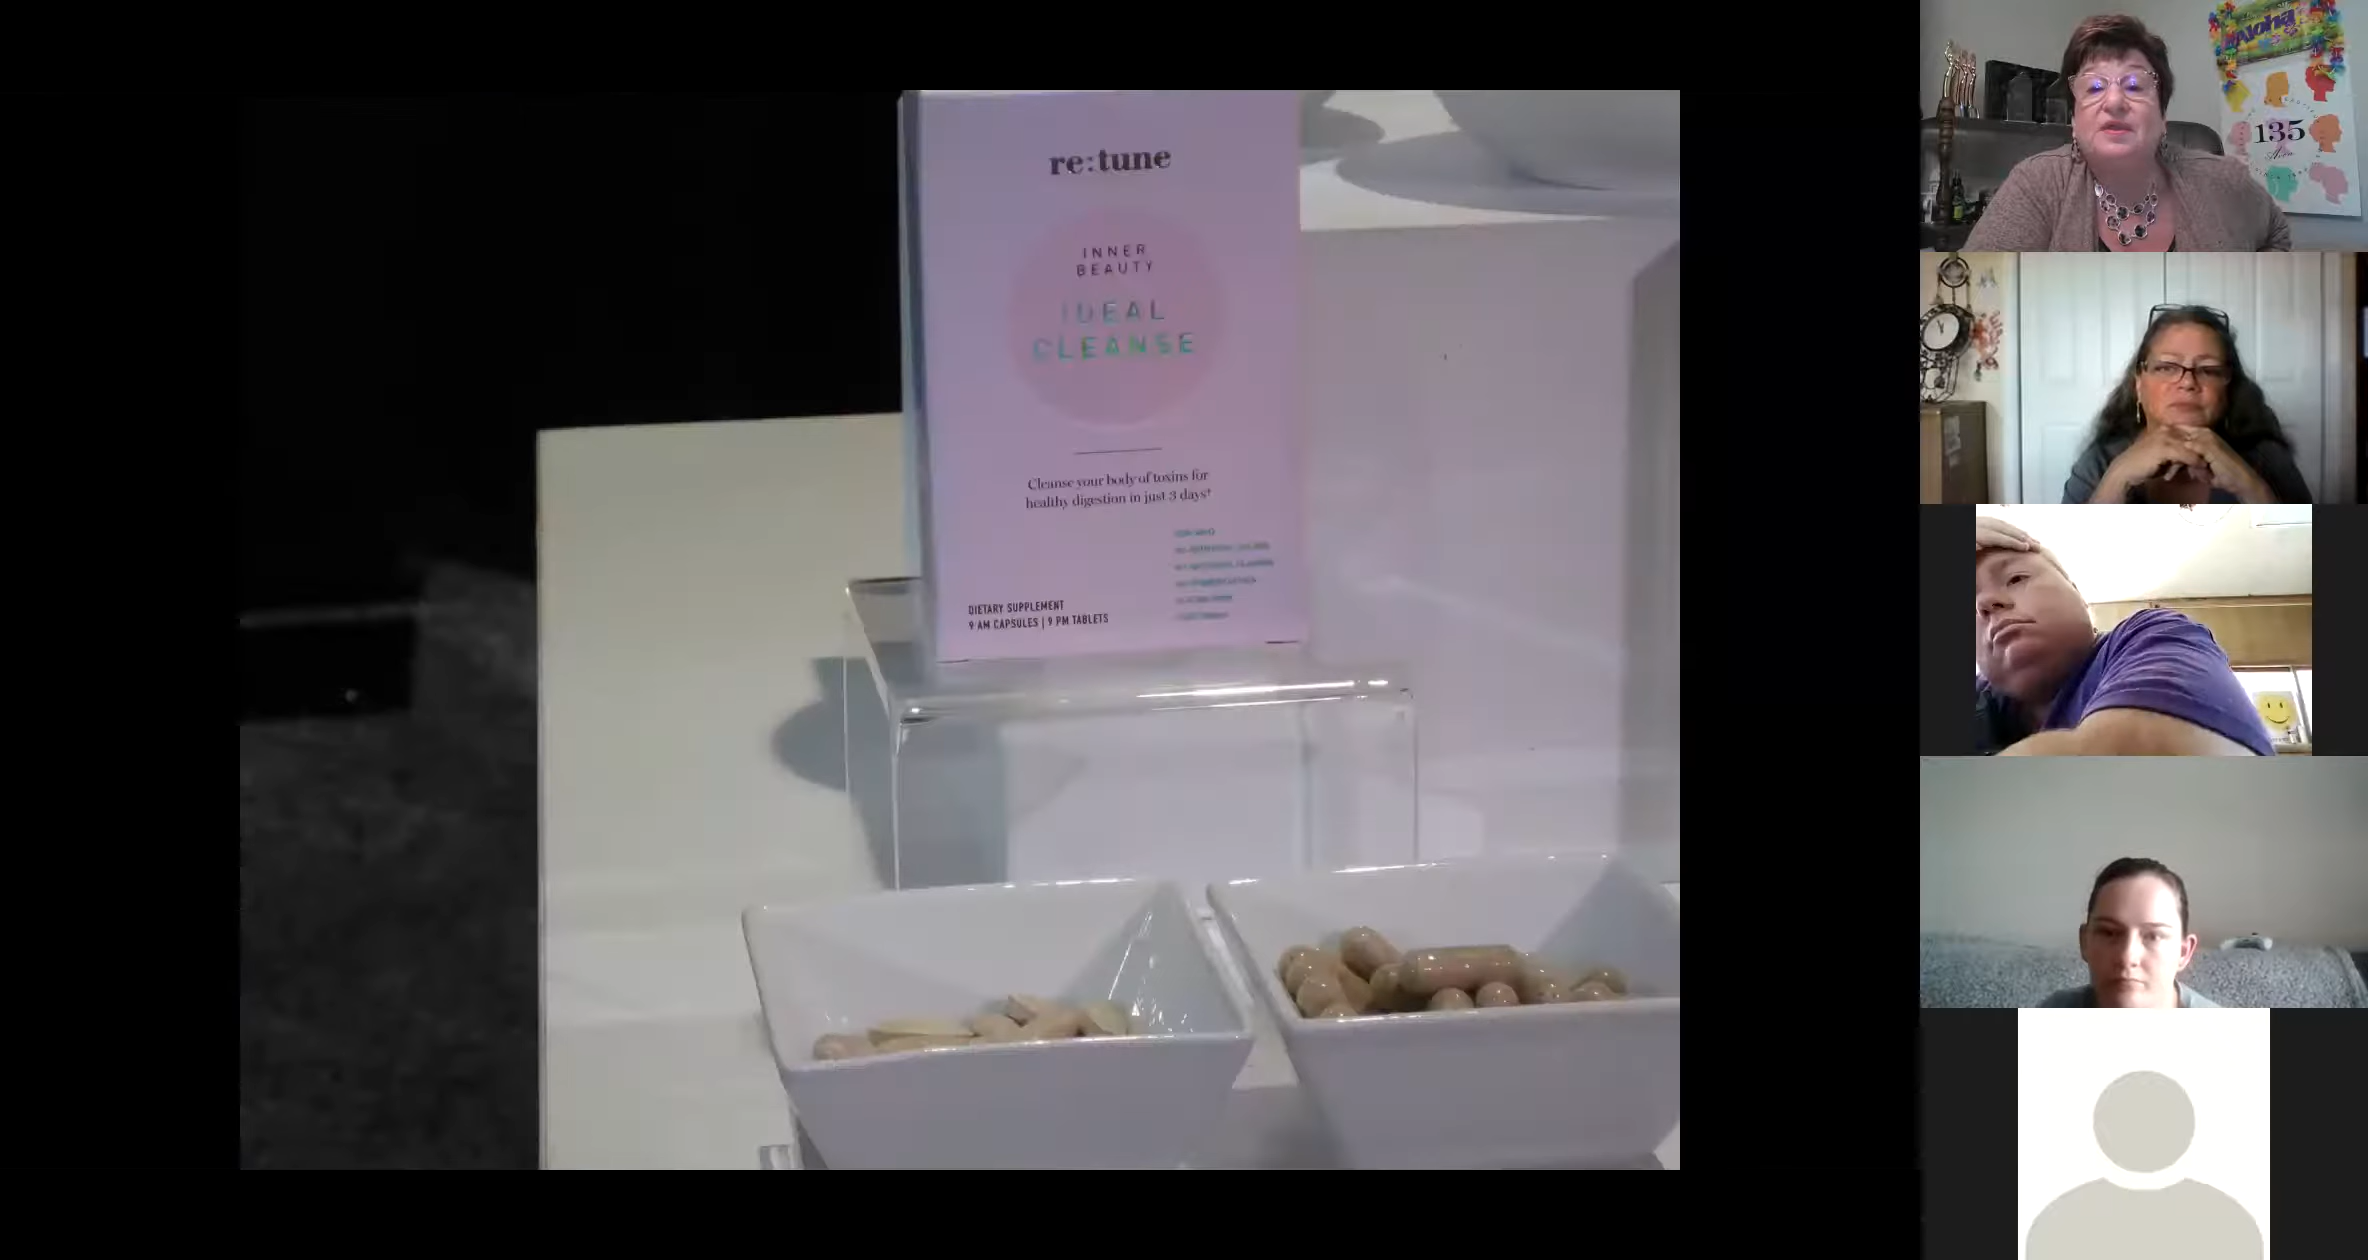 re:tune
INNER
BEAUTY
IDEAL
CLEANSE
Cleanse your body of toxins for
healthy digestion in just 3 days†
DIETARY SUPPLEMENT
9 AM CAPSULES | 9 PM TABLETS
Aloha
135